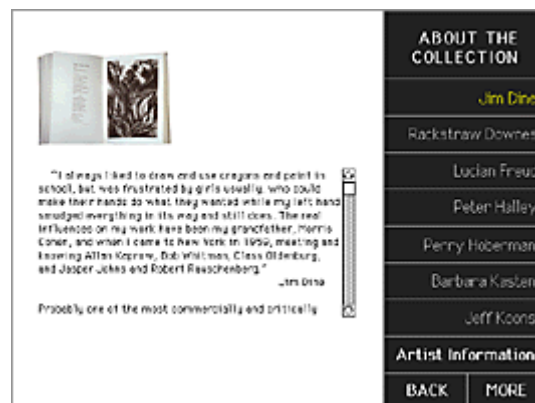 "I always liked to draw and use crayons and paint in
school, but was frustrated by girls usually, who could
make their hands do what they wanted while my left hand
smudged everything in its way and still does. The real
influences on my work have been my grandfather, Morris
Cohen, and when I came to New York in 1959, meeting and
knowing Allan Kaprow, Bob Whitman, Claes Oldenburg,
and Jasper Johns and Robert Rauschenberg."
—Jim Dine
Probably one of the most commercially and critically
ABOUT THE
COLLECTION
Jim Dine
Rackstraw Downes
Lucian Freud
Peter Halley
Perry Hoberman
Barbara Kasten
Jeff Koons
Artist Information
BACK
MORE